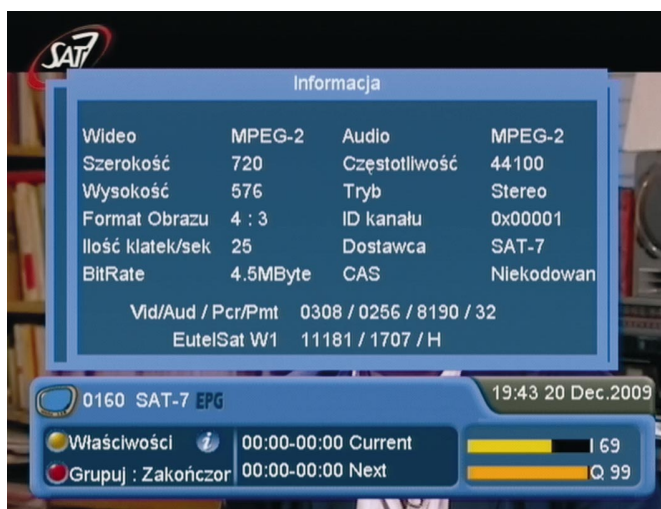 SAT7
Informacja
Wideo MPEG-2 Audio MPEG-2
Szerokość 720 Częstotliwość 44100
Wysokość 576 Tryb Stereo
Format Obrazu 4 : 3 ID kanału 0x00001
Ilość klatek/sek 25 Dostawca SAT-7
BitRate 4.5MByte CAS Niekodowan
Vid/Aud / Pcr/Pmt 0308 / 0256 / 8190 / 32
EutelSat W1 11181 / 1707 / H
0160 SAT-7 EPG 19:43 20 Dec.2009
Właściwości i 00:00-00:00 Current I 69
Grupuj : Zakończor 00:00-00:00 Next Q 99